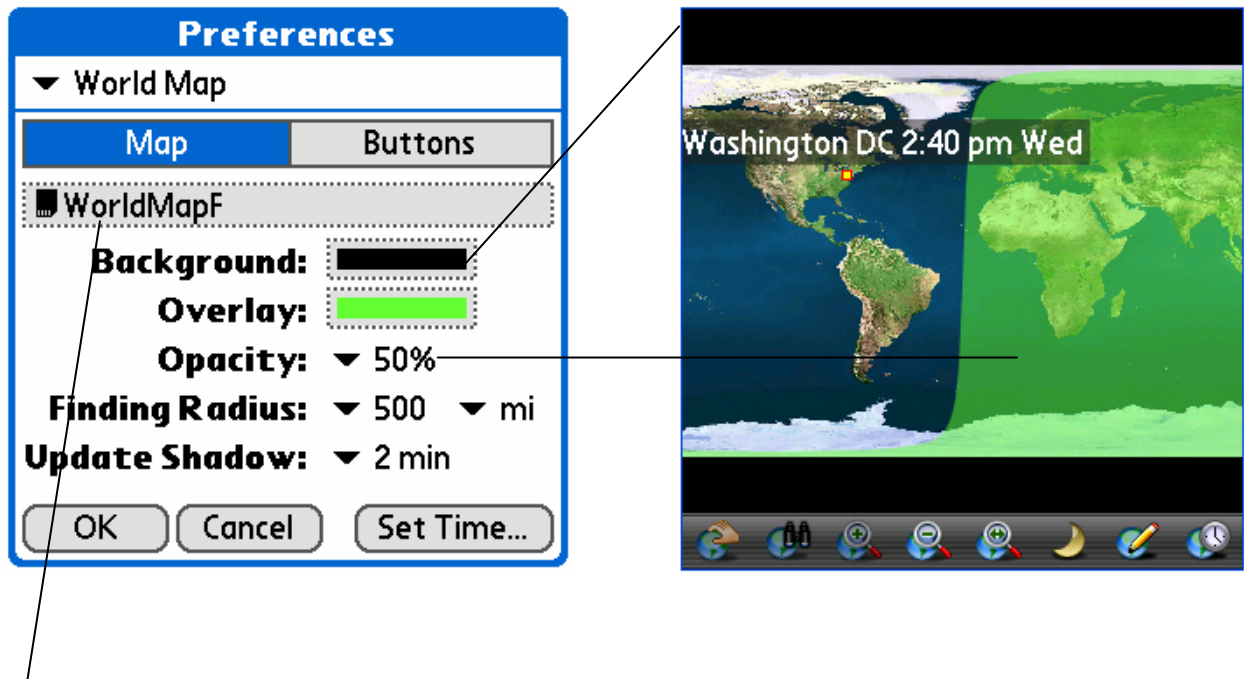 Preferences
World Map
Map Buttons
WorldMapF
Background:
Overlay:
Opacity: 50%
Finding Radius: 500 mi
Update Shadow: 2 min
OK Cancel Set Time...
Washington DC 2:40 pm Wed